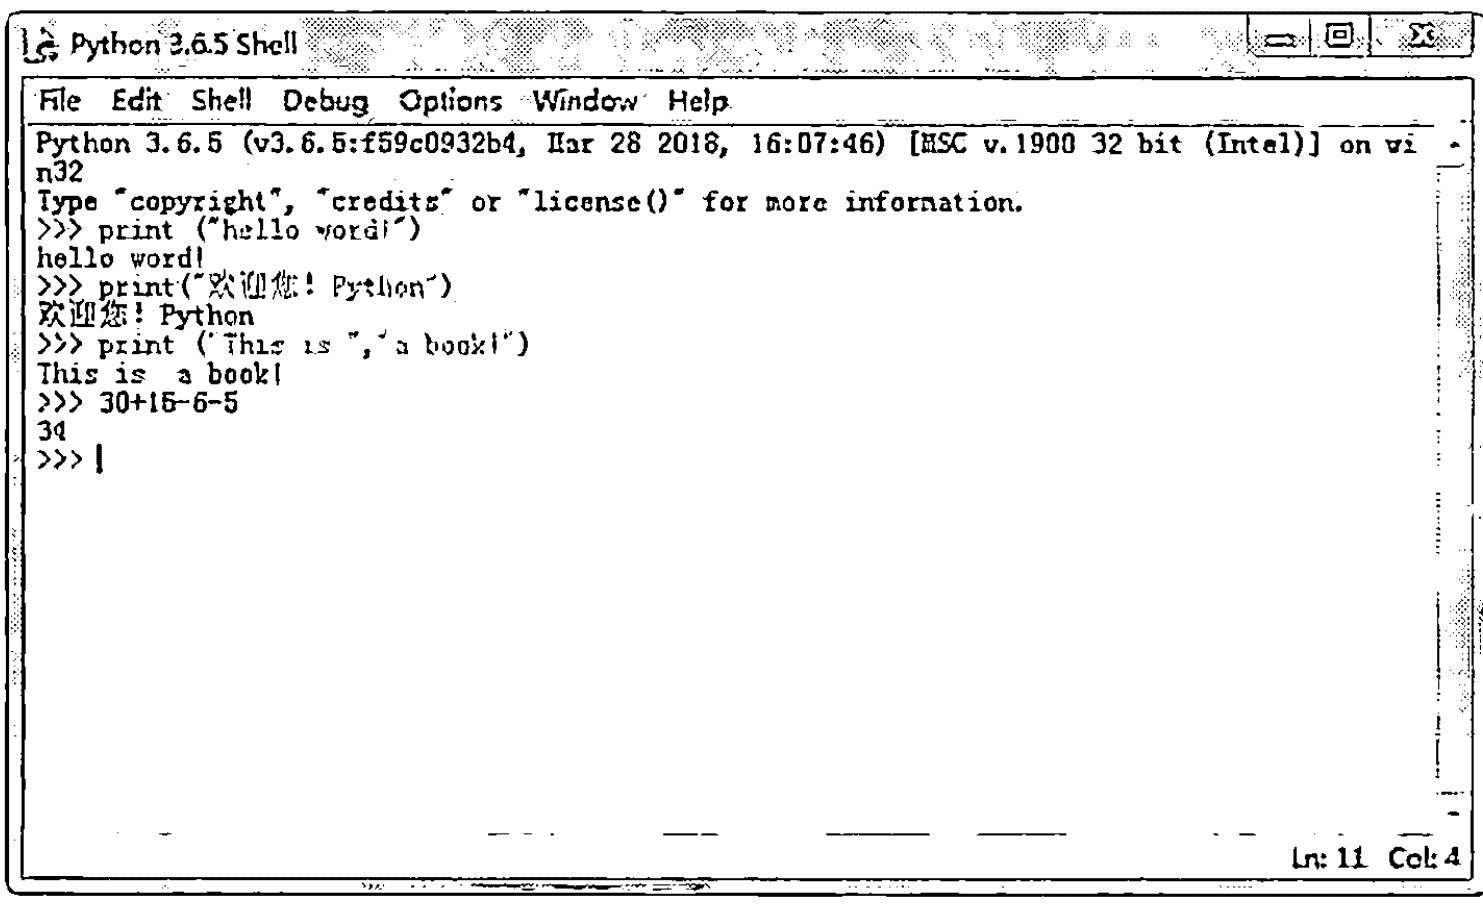 Python 3.6.5 Shell
File Edit Shell Debug Options Window Help
Python 3.6.5 (v3.6.5:f59c0932b4, Mar 28 2018, 16:07:46) [MSC v.1900 32 bit (Intel)] on wi
n32
Type "copyright", "credits" or "license()" for more information.
>>> print ("hello word!")
hello word!
>>> print("欢迎您! Python")
欢迎您! Python
>>> print ("This is ","a book!")
This is  a book!
>>> 30+15-6-5
34
>>>
Ln: 11 Col: 4